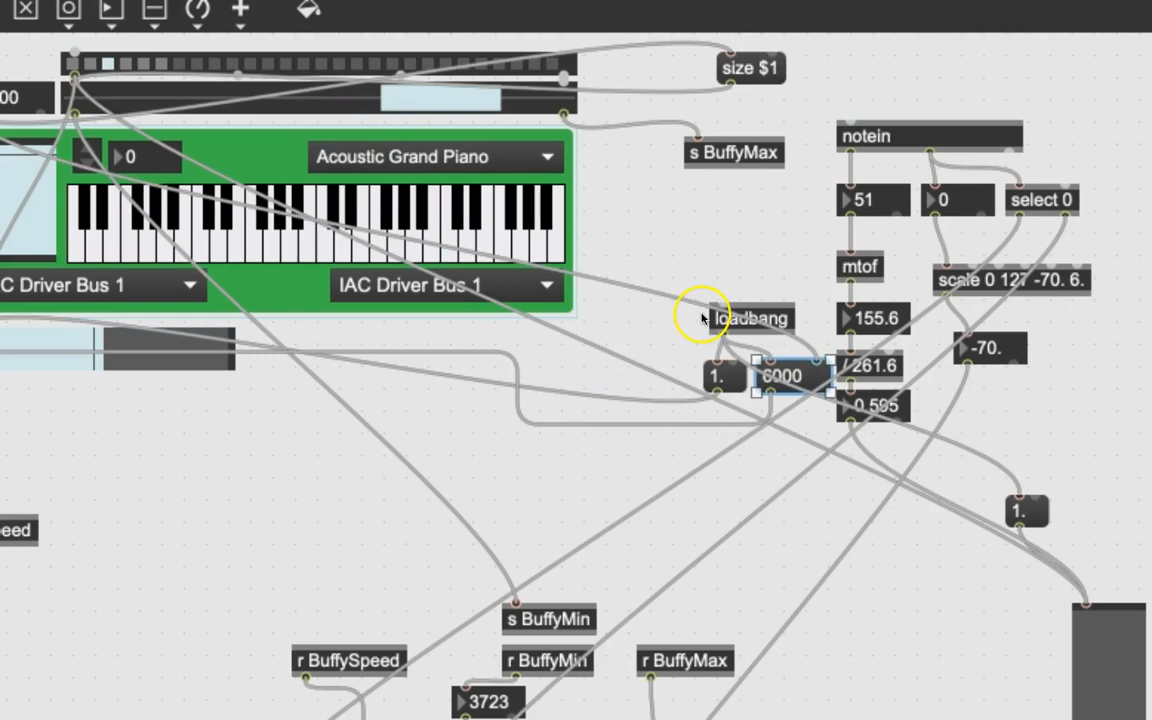 size $1
00
s BuffyMax
notein
0
Acoustic Grand Piano
51
0
select 0
mtof
scale 0 127 -70. 6.
C Driver Bus 1
IAC Driver Bus 1
loadbang
155.6
-70.
1.
6000
/ 261.6
0.595
1.
eed
s BuffyMin
r BuffySpeed
r BuffyMin
r BuffyMax
3723